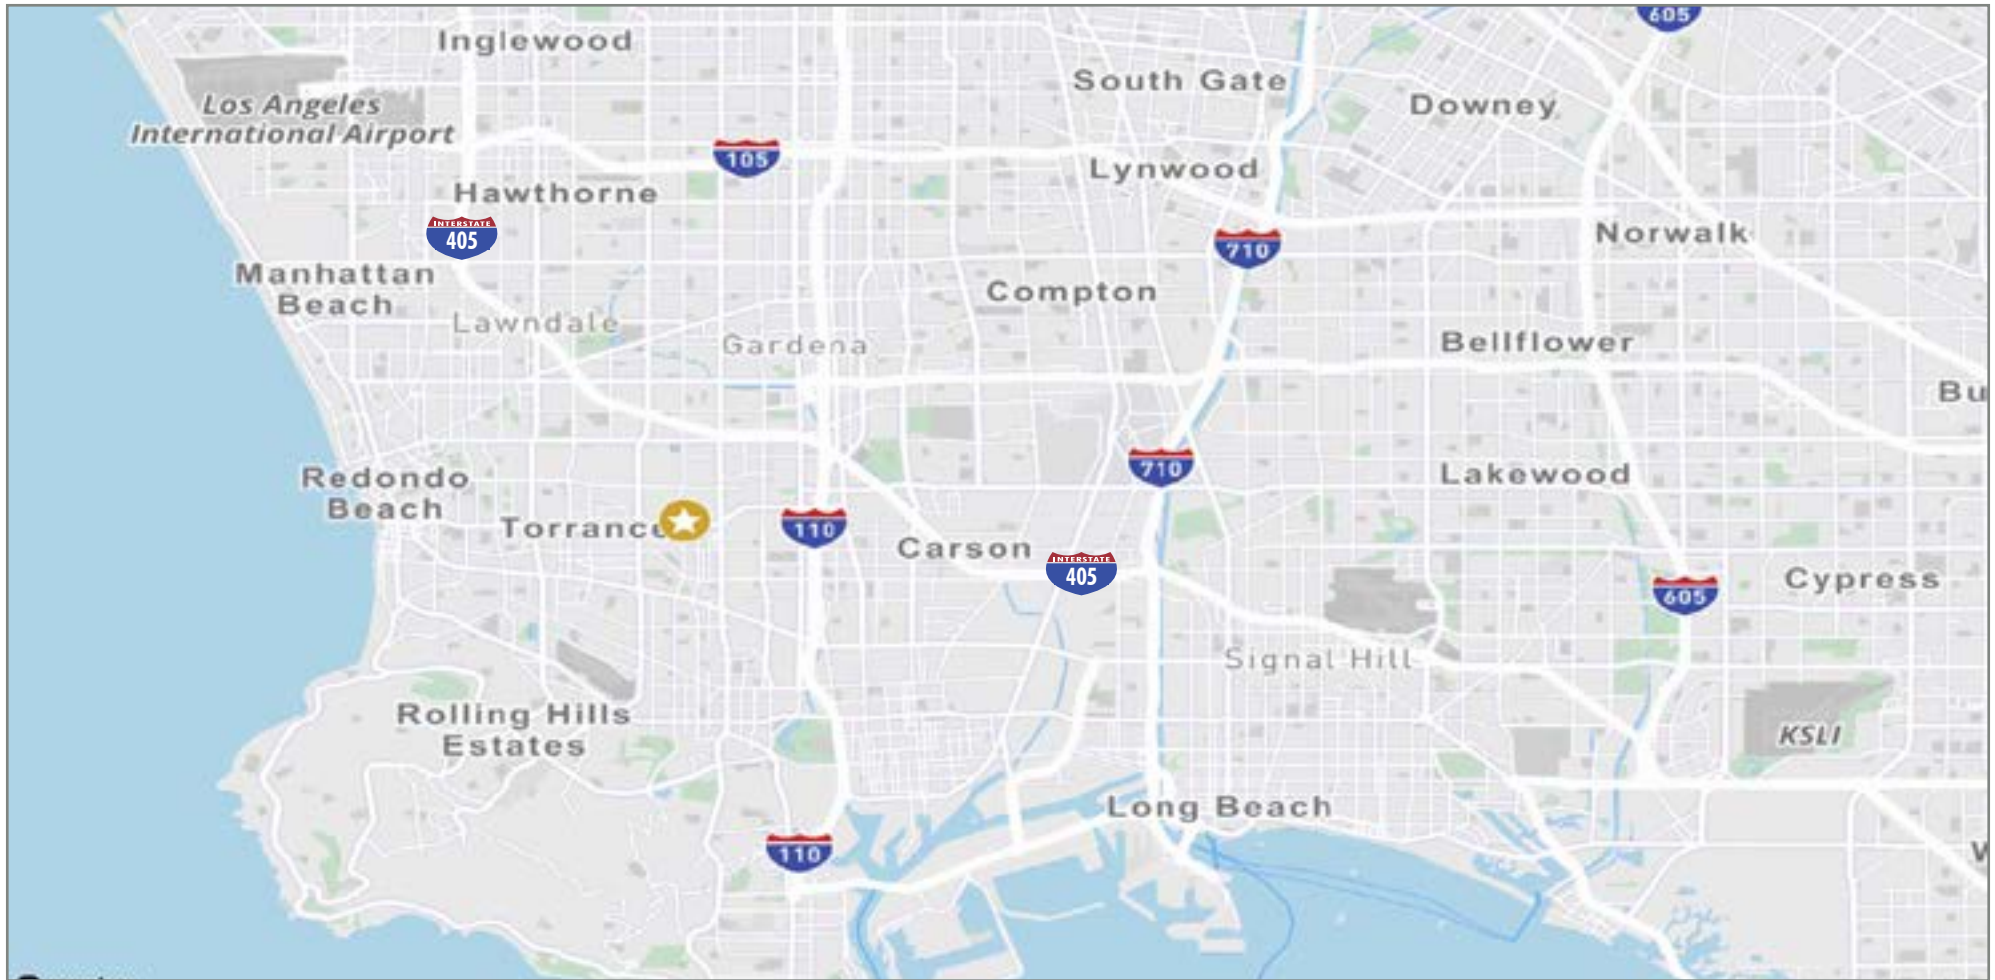 605
Inglewood
South Gate
Downey
Los Angeles
International Airport
105
Lynwood
Hawthorne
INTERSTATE
405
Norwalk
710
Manhattan
Beach
Compton
Lawndale
Gardena
Bellflower
Bu
710
Redondo
Beach
Lakewood
Torrance
110
Carson
INTERSTATE
405
Cypress
605
Signal Hill
Rolling Hills
Estates
KSLI
Long Beach
110